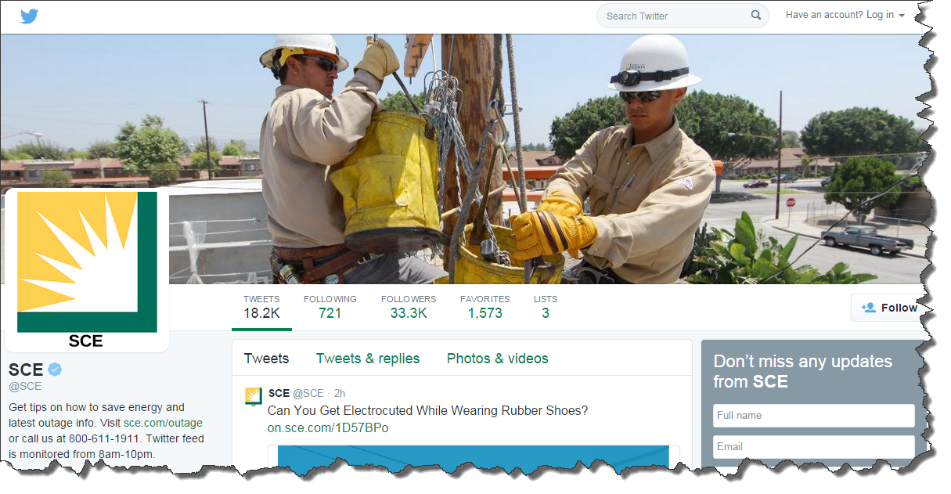 Search Twitter
Have an account? Log in
SCE
TWEETS FOLLOWING FOLLOWERS FAVORITES LISTS
18.2K 721 33.3K 1,573 3
Follow
SCE
@SCE
Get tips on how to save energy and
latest outage info. Visit sce.com/outage
or call us at 800-611-1911. Twitter feed
is monitored from 8am-10pm.
Tweets Tweets & replies Photos & videos
SCE @SCE · 2h
Can You Get Electrocuted While Wearing Rubber Shoes?
on.sce.com/1D57BPo
Don't miss any updates
from SCE
Full name
Email